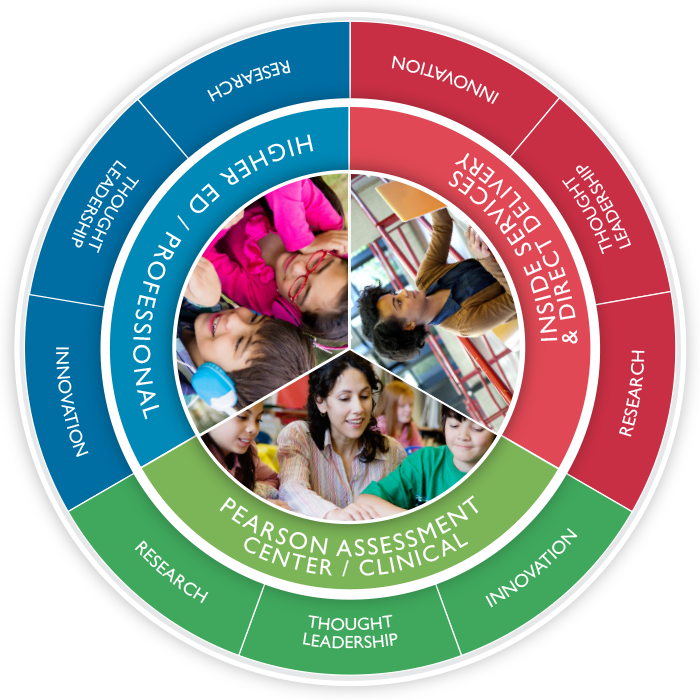 RESEARCH
INNOVATION
THOUGHT
LEADERSHIP
THOUGHT
LEADERSHIP
HIGHER ED / PROFESSIONAL
INSIDE SERVICES
& DIRECT DELIVERY
INNOVATION
RESEARCH
PEARSON ASSESSMENT
CENTER / CLINICAL
RESEARCH
INNOVATION
THOUGHT
LEADERSHIP